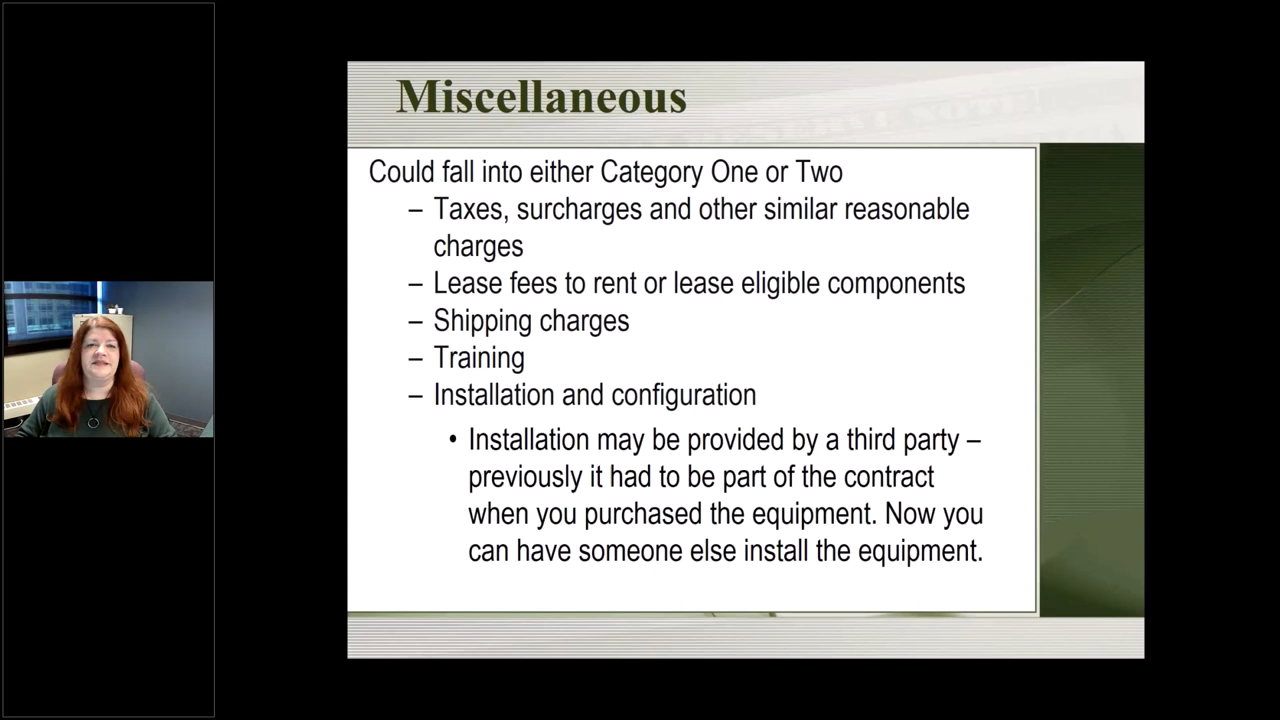 Miscellaneous
Could fall into either Category One or Two
– Taxes, surcharges and other similar reasonable
charges
– Lease fees to rent or lease eligible components
– Shipping charges
– Training
– Installation and configuration
• Installation may be provided by a third party –
previously it had to be part of the contract
when you purchased the equipment. Now you
can have someone else install the equipment.